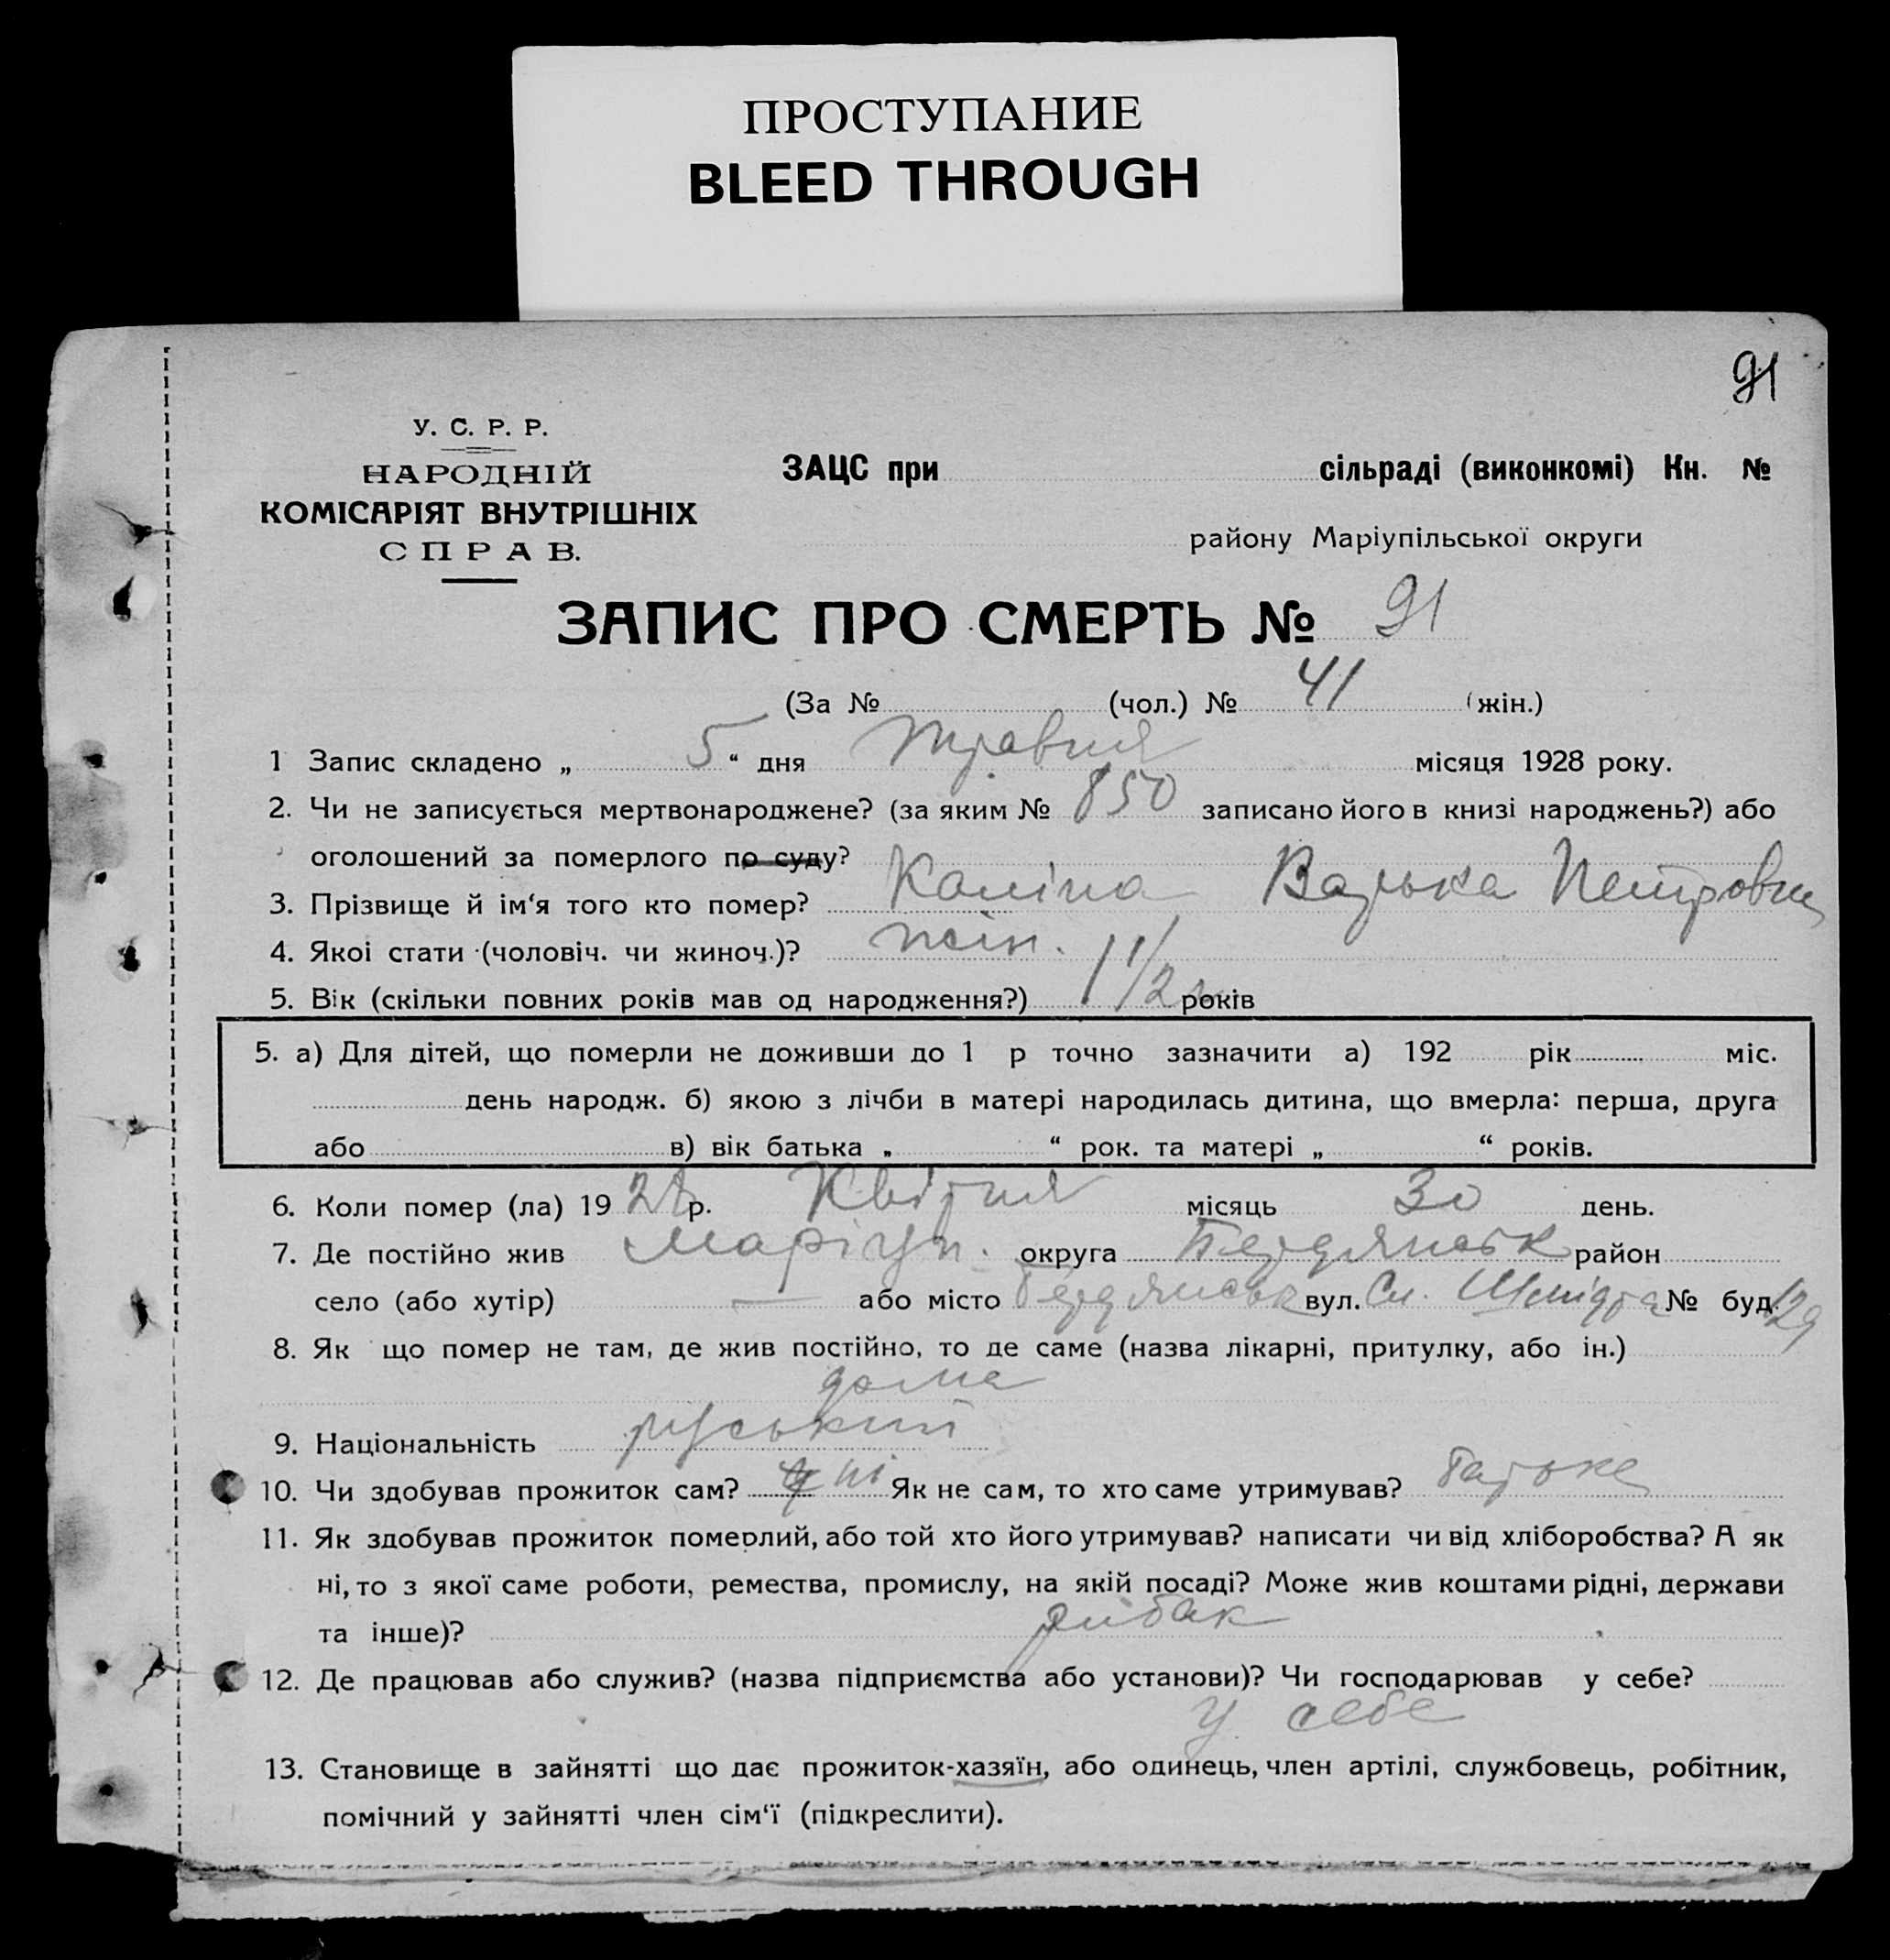 ПРОСТУПАНИЕ
BLEED THROUGH
91
У. С. Р. Р.
НАРОДНІЙ
КОМІСАРІЯТ ВНУТРІШНІХ
СПРАВ.
ЗАЦС при сільраді (виконкомі) Кн. №
району Маріупільської округи
ЗАПИС ПРО СМЕРТЬ № 91
(За № (чол.) № 41 (жін.)
1 Запис складено „ 5 “ дня травня місяця 1928 року.
2. Чи не записується мертвонароджене? (за яким № 850 записано його в книзі народжень?) або
оголошений за померлого по суду?
3. Прізвище й ім‘я того кто помер? Каліна Петровна
4. Якої стати (чоловіч. чи жиноч.)? жін.
5. Вік (скільки повних років мав од народження?) 1 1/2 років
5. а) Для дітей, що померли не доживши до 1 р точно зазначити а) 192 рік міс.
день народж. б) якою з лічби в матері народилась дитина, що вмерла: перша, друга
або в) вік батька „ “ рок. та матері „ “ років.
6. Коли помер (ла) 19 28 р. Квітня місяць 30 день.
7. Де постійно жив Маріуп. округа Бердянськ район
село (або хутір) — або місто Бердянськ вул. Сл. Шмідта № буд. 129
8. Як що помер не там, де жив постійно, то де саме (назва лікарні, притулку, або ін.)
дома
9. Національність руський
10. Чи здобував прожиток сам? ні Як не сам, то хто саме утримував? батько
11. Як здобував прожиток померлий, або той хто його утримував? написати чи від хліборобства? А як
ні, то з якої саме роботи, ремества, промислу, на якій посаді? Може жив коштами рідні, держави
та інше)? рибак
12. Де працював або служив? (назва підприємства або установи)? Чи господарював у себе?
у себе
13. Становище в зайнятті що дає прожиток-хазяїн, або одинець, член артілі, службовець, робітник,
помічний у зайнятті член сім‘ї (підкреслити).